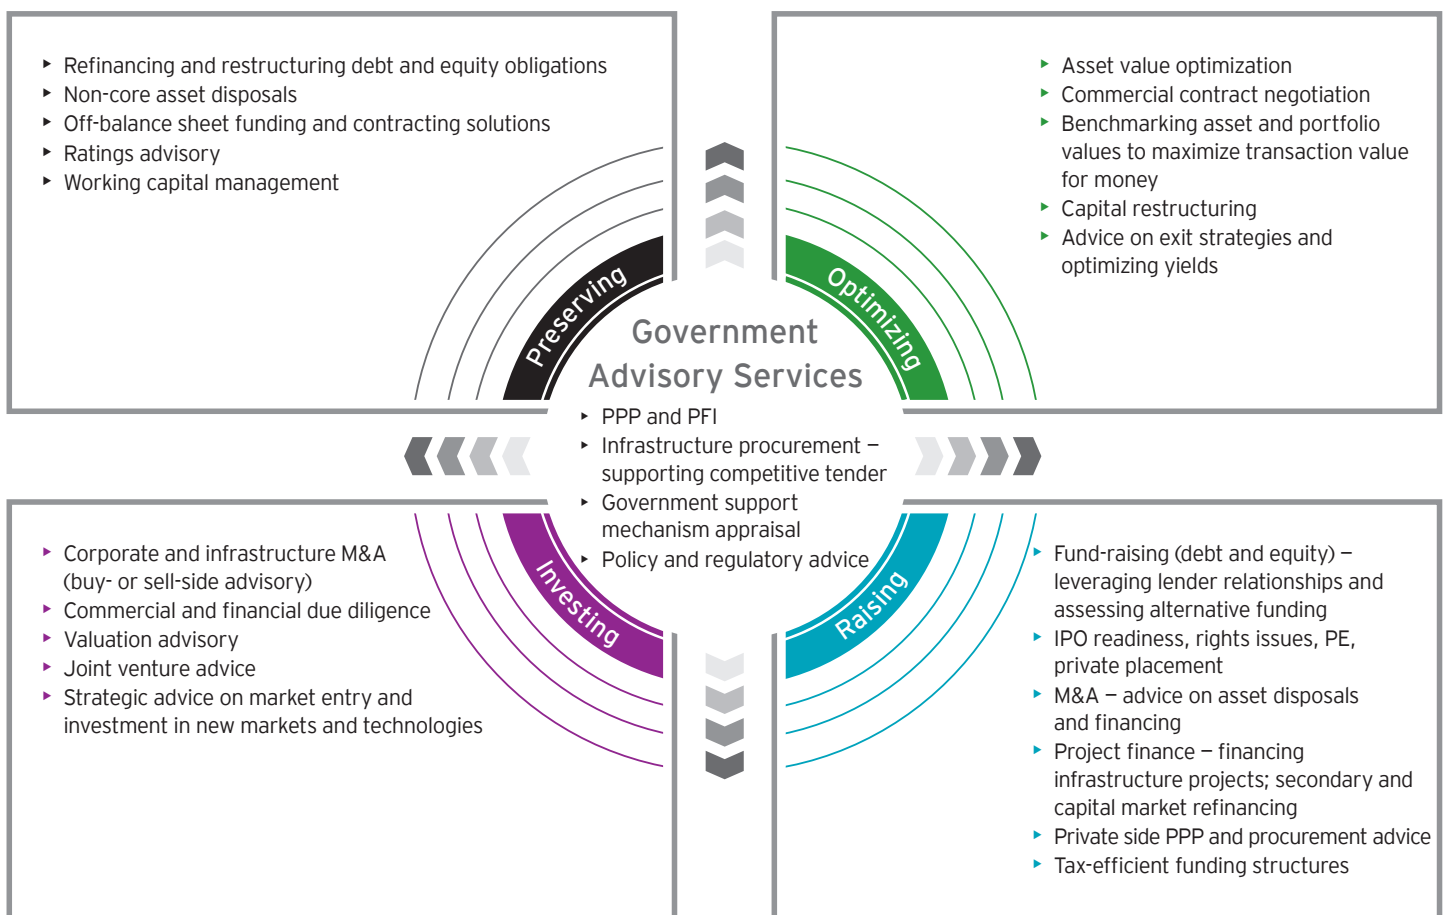 Refinancing and restructuring debt and equity obligations
Non-core asset disposals
Off-balance sheet funding and contracting solutions
Ratings advisory
Working capital management
Preserving
Asset value optimization
Commercial contract negotiation
Benchmarking asset and portfolio
values to maximize transaction value
for money
Capital restructuring
Advice on exit strategies and
optimizing yields
Optimizing
Government
Advisory Services
PPP and PFI
Infrastructure procurement –
supporting competitive tender
Government support
mechanism appraisal
Policy and regulatory advice
Corporate and infrastructure M&A
(buy- or sell-side advisory)
Commercial and financial due diligence
Valuation advisory
Joint venture advice
Strategic advice on market entry and
investment in new markets and technologies
Investing
Raising
Fund-raising (debt and equity) –
leveraging lender relationships and
assessing alternative funding
IPO readiness, rights issues, PE,
private placement
M&A – advice on asset disposals
and financing
Project finance – financing
infrastructure projects; secondary and
capital market refinancing
Private side PPP and procurement advice
Tax-efficient funding structures